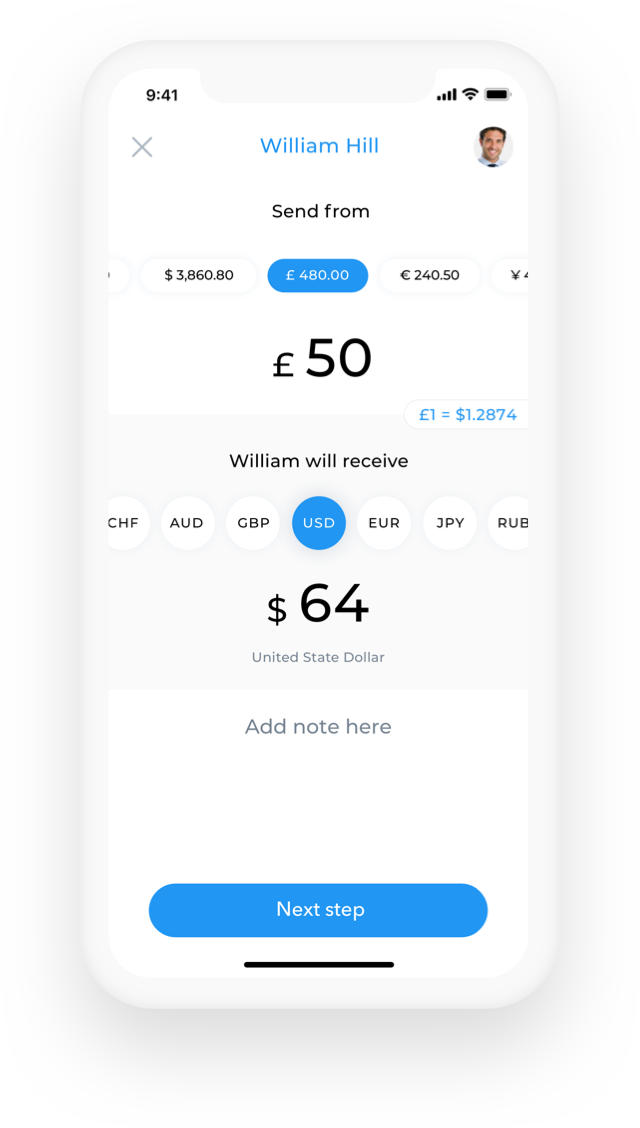 9:41
William Hill
Send from
$ 3,860.80 £ 480.00 € 240.50 ¥
£ 50
£1 = $1.2874
William will receive
CHF AUD GBP USD EUR JPY RUB
$ 64
United State Dollar
Add note here
Next step